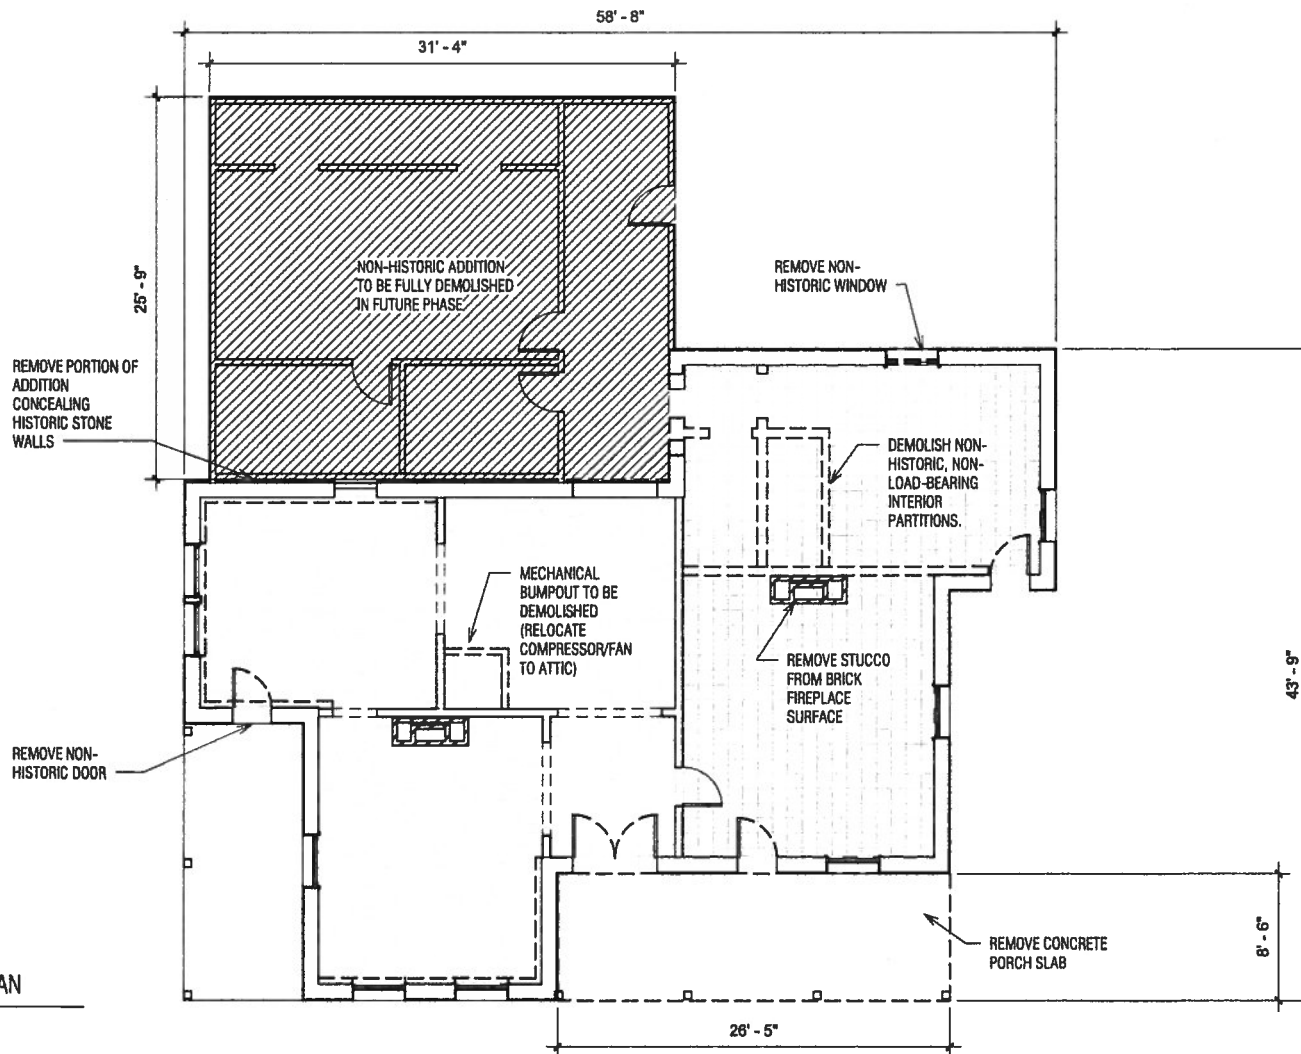 58' - 8"
31' - 4"
25' - 9"
NON-HISTORIC ADDITION
TO BE FULLY DEMOLISHED
IN FUTURE PHASE.
REMOVE NON-
HISTORIC WINDOW
REMOVE PORTION OF
ADDITION
CONCEALING
HISTORIC STONE
WALLS
DEMOLISH NON-
HISTORIC, NON-
LOAD-BEARING
INTERIOR
PARTITIONS.
MECHANICAL
BUMPOUT TO BE
DEMOLISHED
(RELOCATE
COMPRESSOR/FAN
TO ATTIC)
REMOVE STUCCO
FROM BRICK
FIREPLACE
SURFACE
43' - 9"
REMOVE NON-
HISTORIC DOOR
REMOVE CONCRETE
PORCH SLAB
8' - 6"
AN
26' - 5"